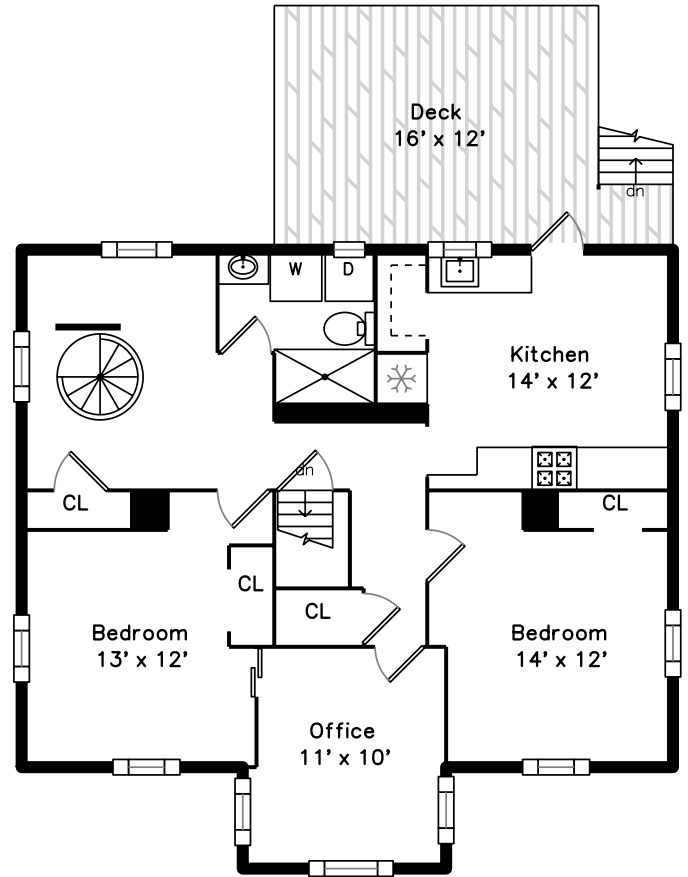 Deck
16' x 12'
dn
W
D
Kitchen
14' x 12'
dn
CL
CL
CL
CL
Bedroom
13' x 12'
Bedroom
14' x 12'
Office
11' x 10'